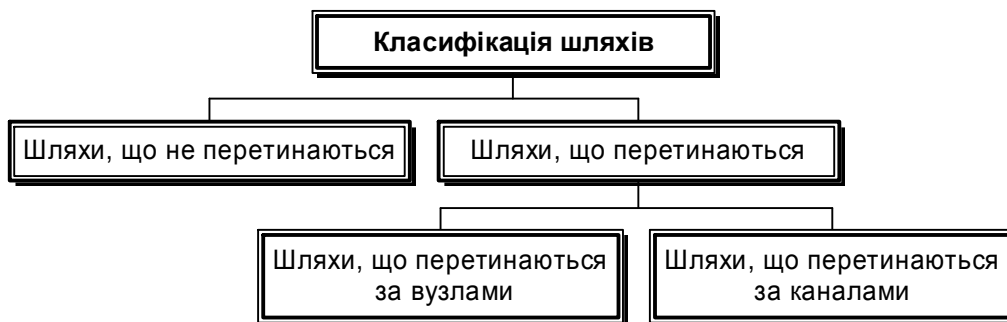 Класифікація шляхів
Шляхи, що не перетинаються
Шляхи, що перетинаються
Шляхи, що перетинаються
за вузлами
Шляхи, що перетинаються
за каналами